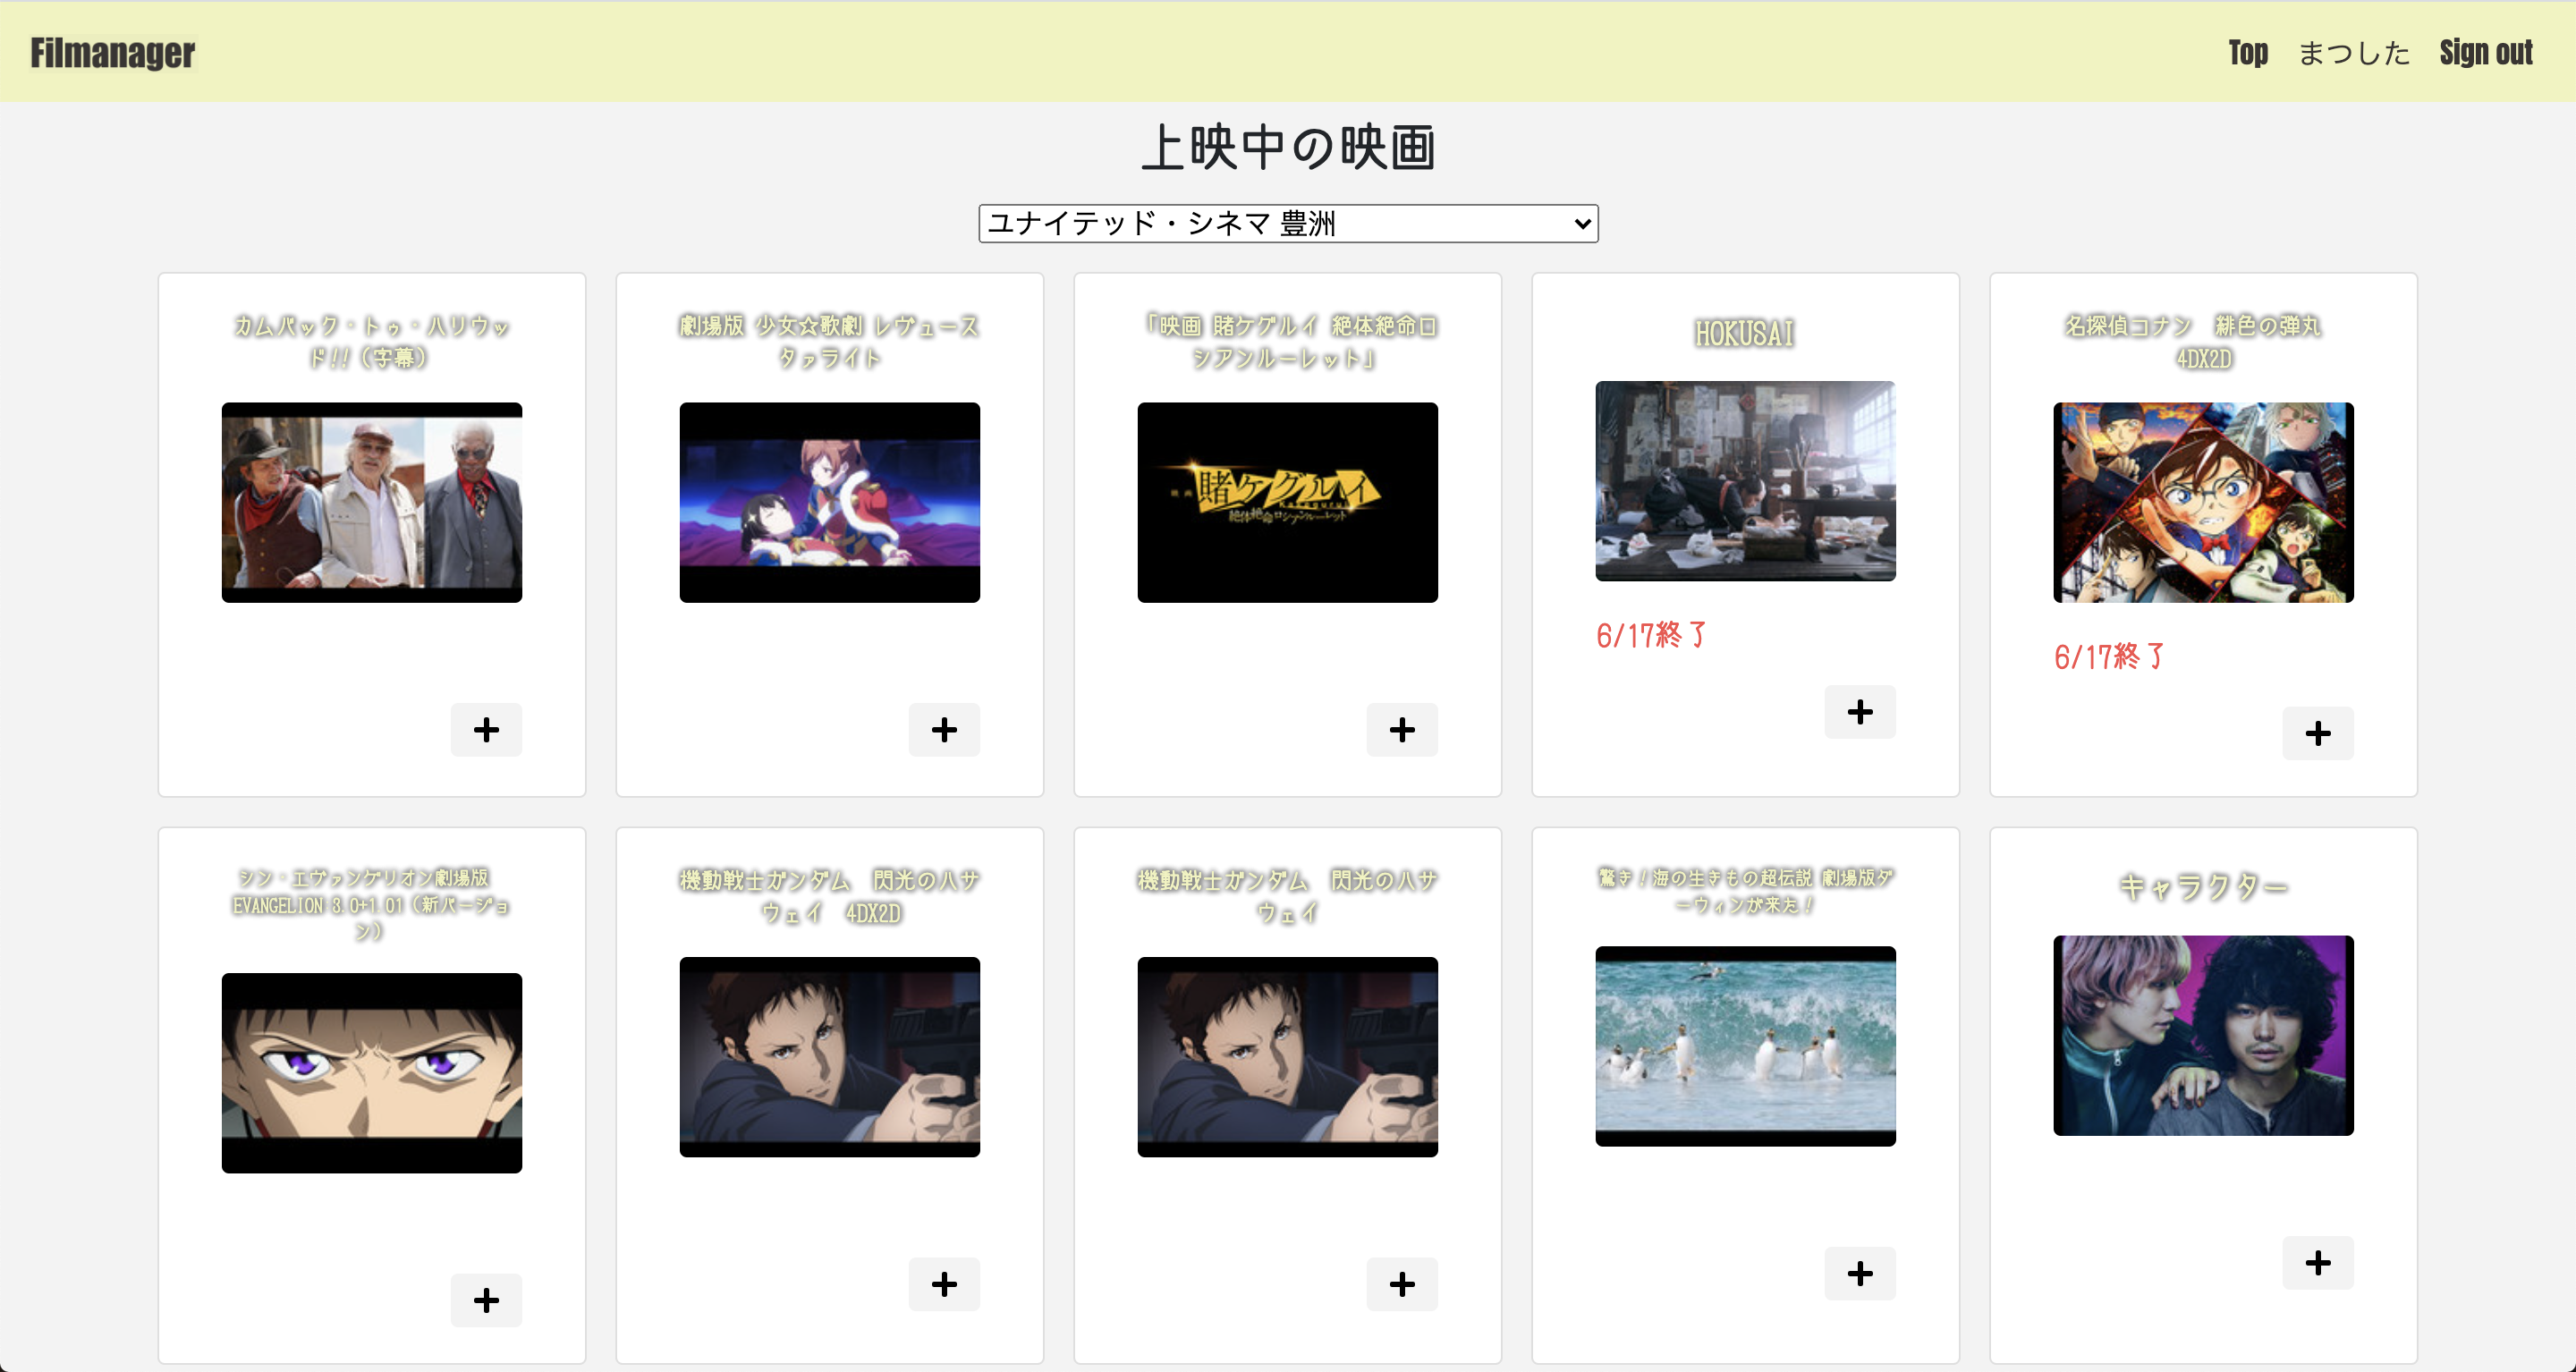 Filmanager
Top まつした Sign out
上映中の映画
ユナイテッド・シネマ 豊洲
カムバック・トゥ・ハリウッ
ド!!（字幕）
劇場版 少女☆歌劇 レヴュース
タァライト
「映画 賭ケグルイ 絶体絶命ロ
シアンルーレット」
HOKUSAI
名探偵コナン　緋色の弾丸
4DX2D
映画 賭ケグルイ
絶体絶命ロシアンルーレット
6/17終了
6/17終了
シン・エヴァンゲリオン劇場版
EVANGELION 3.0+1.01（新バージョ
ン）
機動戦士ガンダム　閃光のハサ
ウェイ　4DX2D
機動戦士ガンダム　閃光のハサ
ウェイ
驚き！海の生きもの超伝説 劇場版ダ
ーウィンが来た！
キャラクター